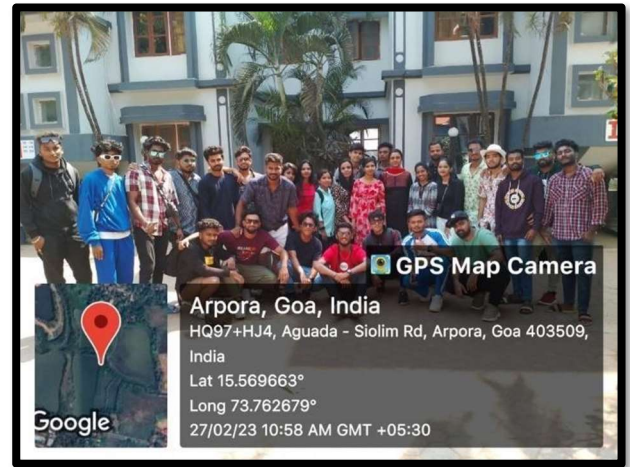 GPS Map Camera
Arpora, Goa, India
HQ97+HJ4, Aguada - Siolim Rd, Arpora, Goa 403509,
India
Lat 15.569663°
Long 73.762679°
27/02/23 10:58 AM GMT +05:30
Google